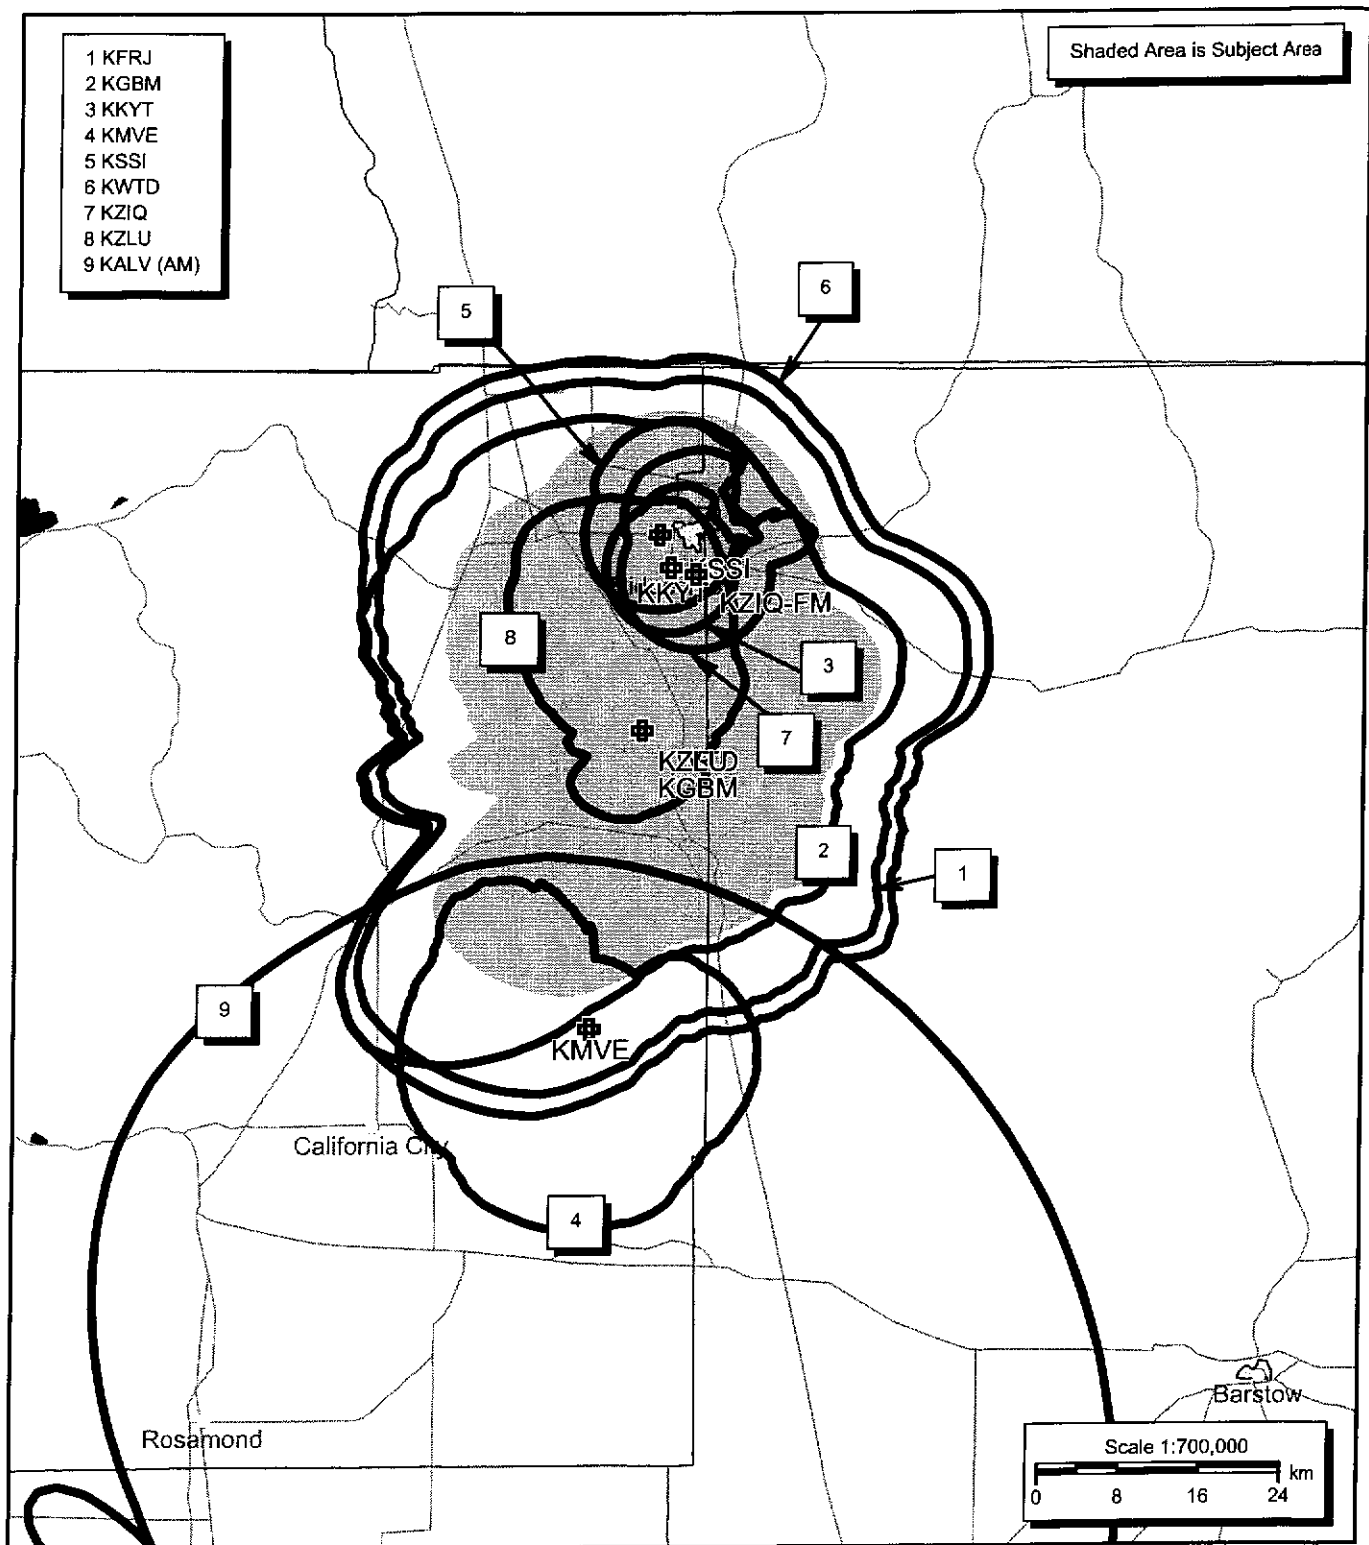 1 KFRJ
2 KGBM
3 KKYT
4 KMVE
5 KSSI
6 KWTD
7 KZIQ
8 KZLU
9 KALV (AM)
Shaded Area is Subject Area
6
5
SSI
KKY
KZIQ-FM
8
3
7
KGBM
2
1
9
KMVE
California City
4
Barstow
Rosamond
Scale 1:700,000
km
0 8 16 24